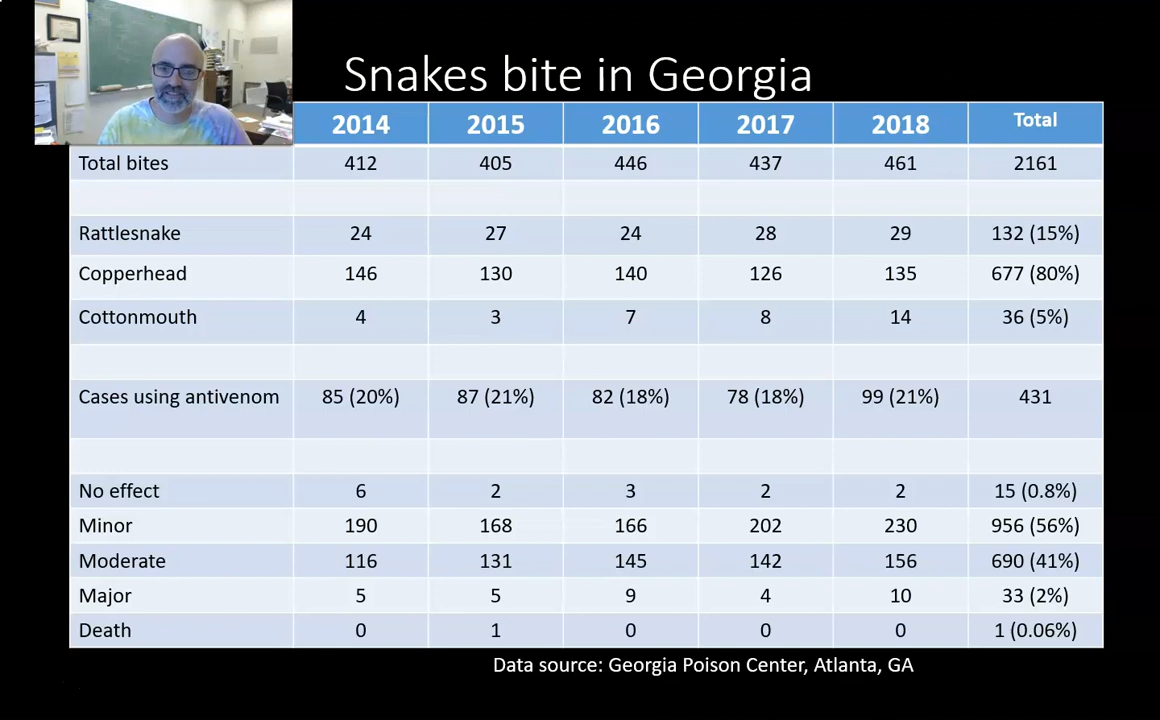 Snakes bite in Georgia
2014 2015 2016 2017 2018 Total
Total bites 412 405 446 437 461 2161
Rattlesnake 24 27 24 28 29 132 (15%)
Copperhead 146 130 140 126 135 677 (80%)
Cottonmouth 4 3 7 8 14 36 (5%)
Cases using antivenom 85 (20%) 87 (21%) 82 (18%) 78 (18%) 99 (21%) 431
No effect 6 2 3 2 2 15 (0.8%)
Minor 190 168 166 202 230 956 (56%)
Moderate 116 131 145 142 156 690 (41%)
Major 5 5 9 4 10 33 (2%)
Death 0 1 0 0 0 1 (0.06%)
Data source: Georgia Poison Center, Atlanta, GA